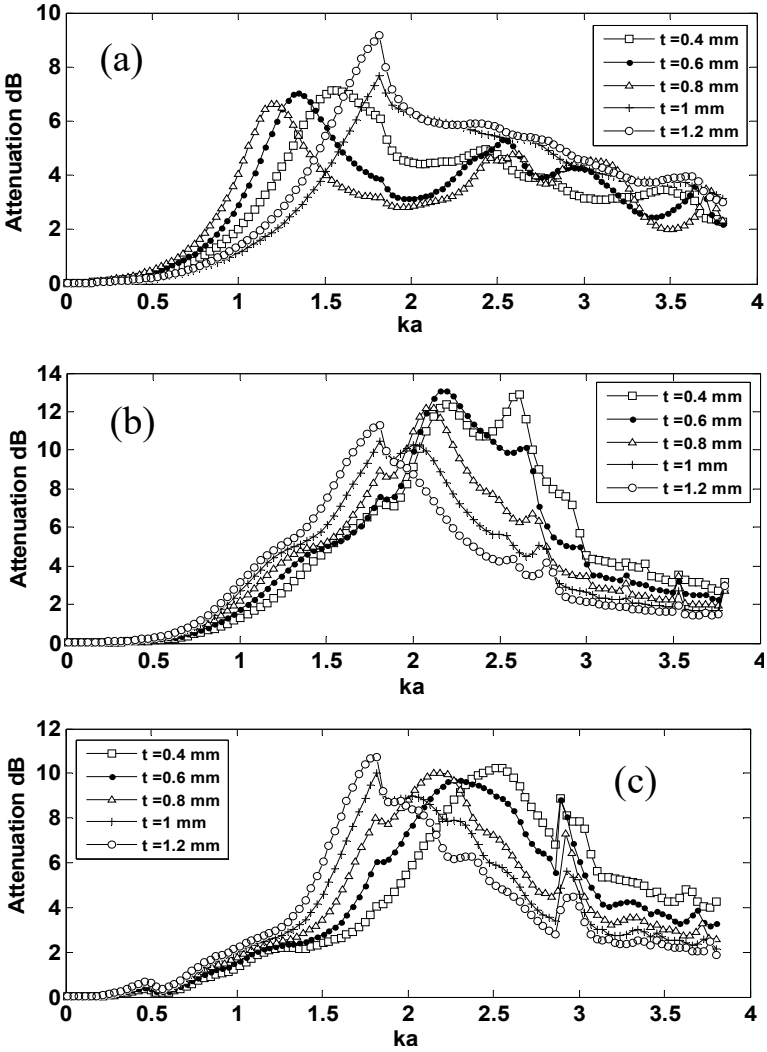 10
(a)
t =0.4 mm
t =0.6 mm
t =0.8 mm
t =1 mm
t =1.2 mm
8
6
4
2
0
Attenuation dB
0 0.5 1 1.5 2 2.5 3 3.5 4
ka
14
(b)
t =0.4 mm
t =0.6 mm
t =0.8 mm
t =1 mm
t =1.2 mm
12
10
8
6
4
2
0
Attenuation dB
0 0.5 1 1.5 2 2.5 3 3.5 4
ka
12
t =0.4 mm
t =0.6 mm
t =0.8 mm
t =1 mm
t =1.2 mm
(c)
10
8
6
4
2
0
Attenuation dB
0 0.5 1 1.5 2 2.5 3 3.5 4
ka